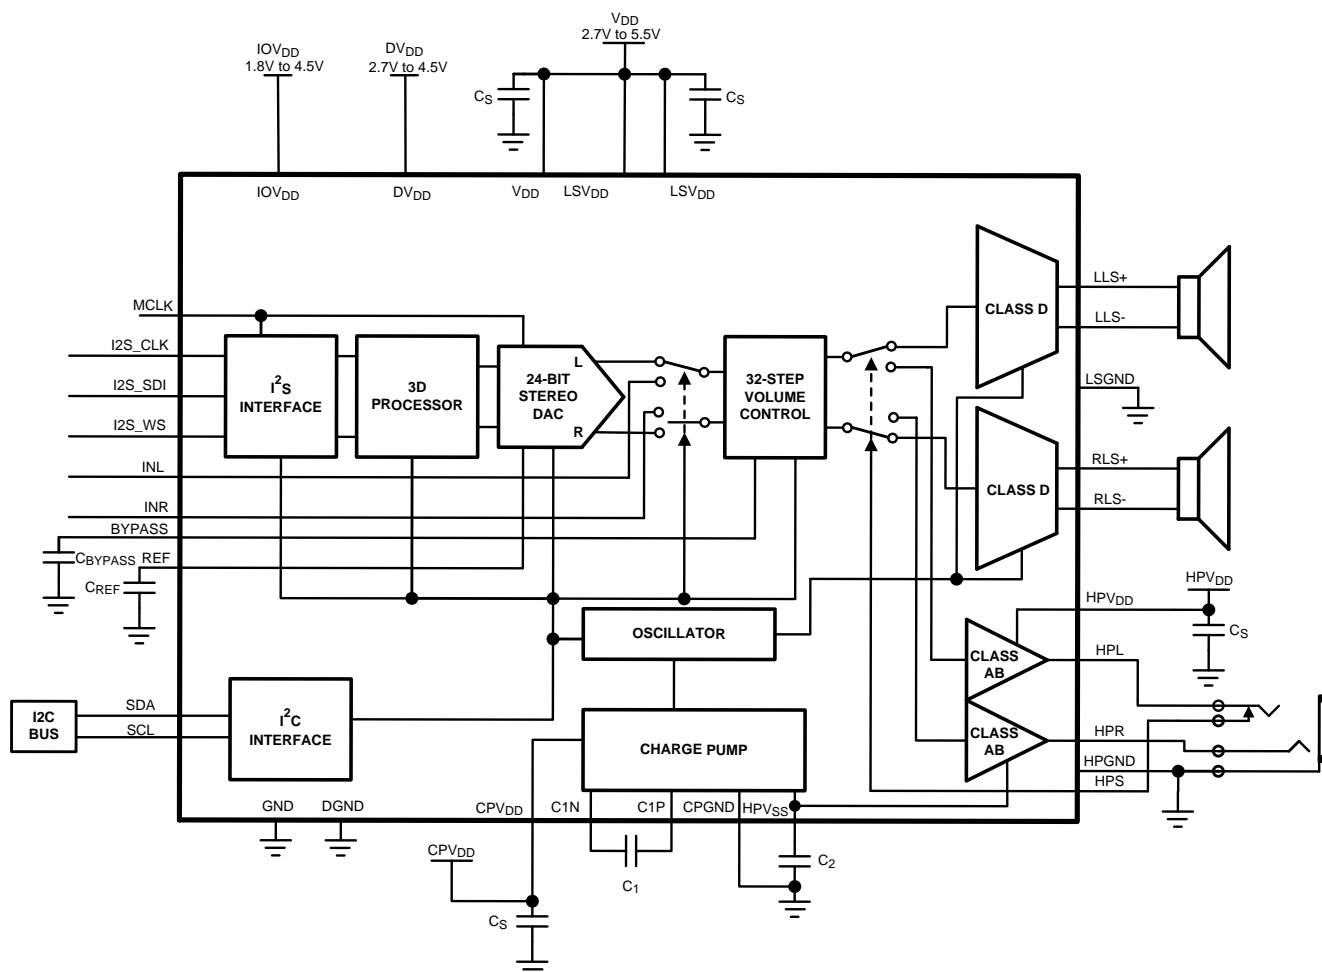 VDD
2.7V to 5.5V
IOVDD
1.8V to 4.5V
DVDD
2.7V to 4.5V
CS
CS
IOVDD
DVDD
VDD
LSVDD
LSVDD
MCLK
I2S_CLK
I2S_SDI
I2S_WS
INL
INR
BYPASS
CBYPASS
REF
CREF
I2S
INTERFACE
3D
PROCESSOR
24-BIT
STEREO
DAC
L
R
32-STEP
VOLUME
CONTROL
CLASS D
LLS+
LLS-
LSGND
CLASS D
RLS+
RLS-
HPVDD
HPVDD
CS
OSCILLATOR
CLASS
AB
HPL
I2C
BUS
SDA
SCL
I2C
INTERFACE
CHARGE PUMP
CLASS
AB
HPR
HPGND
HPS
GND
DGND
CPVDD
C1N
C1P
CPGND
HPVSS
CPVDD
C1
C2
CS